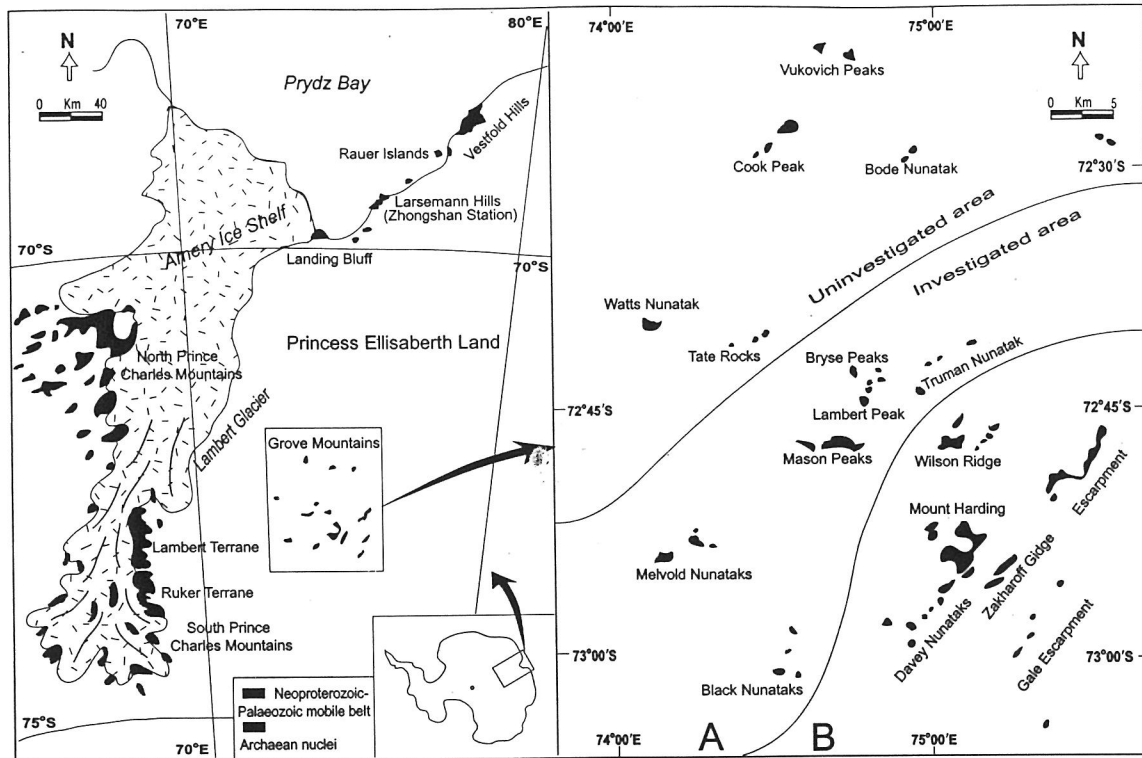 70°E
80°E
N
0 Km 40
Prydz Bay
Vestfold Hills
Rauer Islands
Larsemann Hills
(Zhongshan Station)
Amery Ice Shelf
70°S
Landing Bluff
70°S
Princess Ellisaberth Land
North Prince
Charles Mountains
Lambert Glacier
Grove Mountains
Lambert Terrane
Ruker Terrane
South Prince
Charles Mountains
Neoproterozoic-
Palaeozoic mobile belt
Archaean nuclei
75°S
70°E
74°00′E
75°00′E
N
0 Km 5
Vukovich Peaks
Cook Peak
Bode Nunatak
72°30′S
Uninvestigated area
Investigated area
Watts Nunatak
Tate Rocks
Bryse Peaks
Truman Nunatak
Lambert Peak
72°45′S
72°45′S
Mason Peaks
Wilson Ridge
Escarpment
Mount Harding
Melvold Nunataks
Zakharoff Gidge
Davey Nunataks
Gale Escarpment
73°00′S
73°00′S
Black Nunataks
A
B
74°00′E
75°00′E